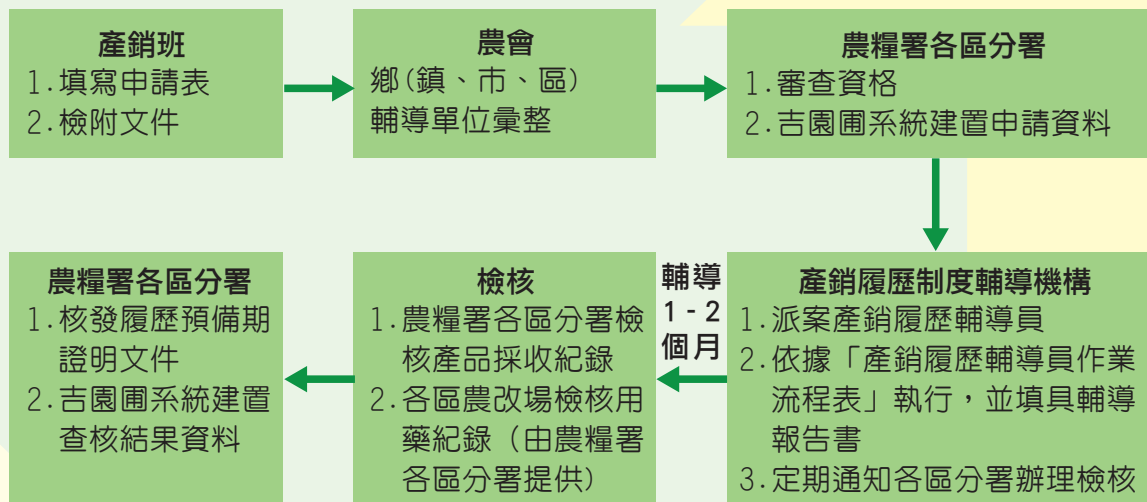 產銷班
1.填寫申請表
2.檢附文件
農會
鄉(鎮、市、區)
輔導單位彙整
農糧署各區分署
1.審查資格
2.吉園圃系統建置申請資料
產銷履歷制度輔導機構
1.派案產銷履歷輔導員
2.依據「產銷履歷輔導員作業
流程表」執行，並填具輔導
報告書
3.定期通知各區分署辦理檢核
輔導
1-2
個月
檢核
1.農糧署各區分署檢
核產品採收紀錄
2.各區農改場檢核用
藥紀錄（由農糧署
各區分署提供）
農糧署各區分署
1.核發履歷預備期
證明文件
2.吉園圃系統建置
查核結果資料